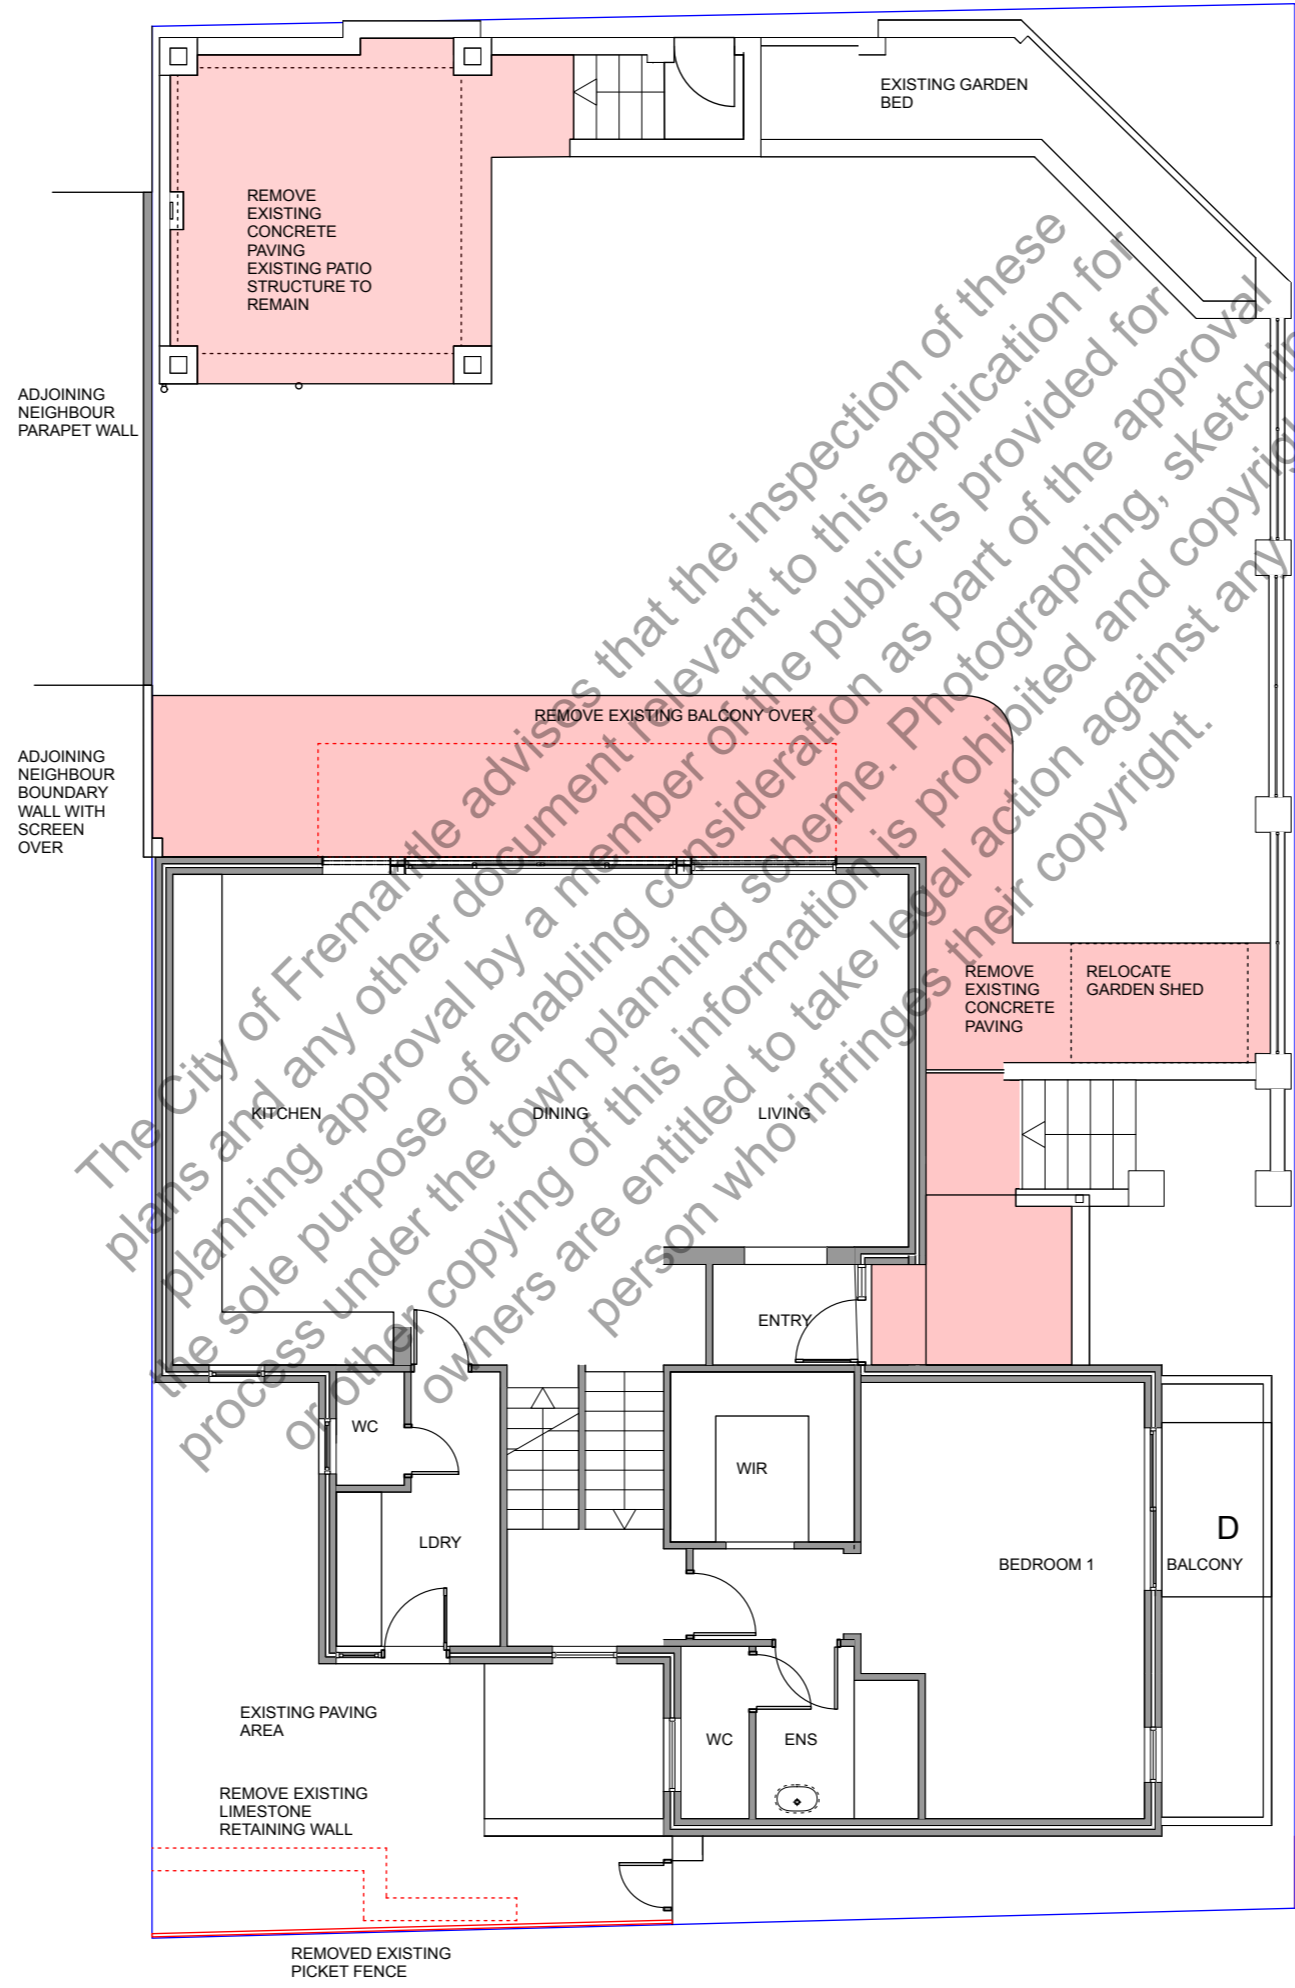 EXISTING GARDEN
BED
REMOVE
EXISTING
CONCRETE
PAVING
EXISTING PATIO
STRUCTURE TO
REMAIN
ADJOINING
NEIGHBOUR
PARAPET WALL
REMOVE EXISTING BALCONY OVER
ADJOINING
NEIGHBOUR
BOUNDARY
WALL WITH
SCREEN
OVER
REMOVE
EXISTING
CONCRETE
PAVING
RELOCATE
GARDEN SHED
KITCHEN
DINING
LIVING
ENTRY
WC
WIR
LDRY
BEDROOM 1
D
BALCONY
EXISTING PAVING
AREA
WC
ENS
REMOVE EXISTING
LIMESTONE
RETAINING WALL
REMOVED EXISTING
PICKET FENCE
The City of Fremantle advises that the inspection of these
plans and any other document relevant to this application for
planning approval by a member of the public is provided for
the sole purpose of enabling consideration as part of the approval
process under the town planning scheme. Photographing,
or other copying of this information is prohibited and
owners are entitled to take legal action against any
person who infringes their copyright.